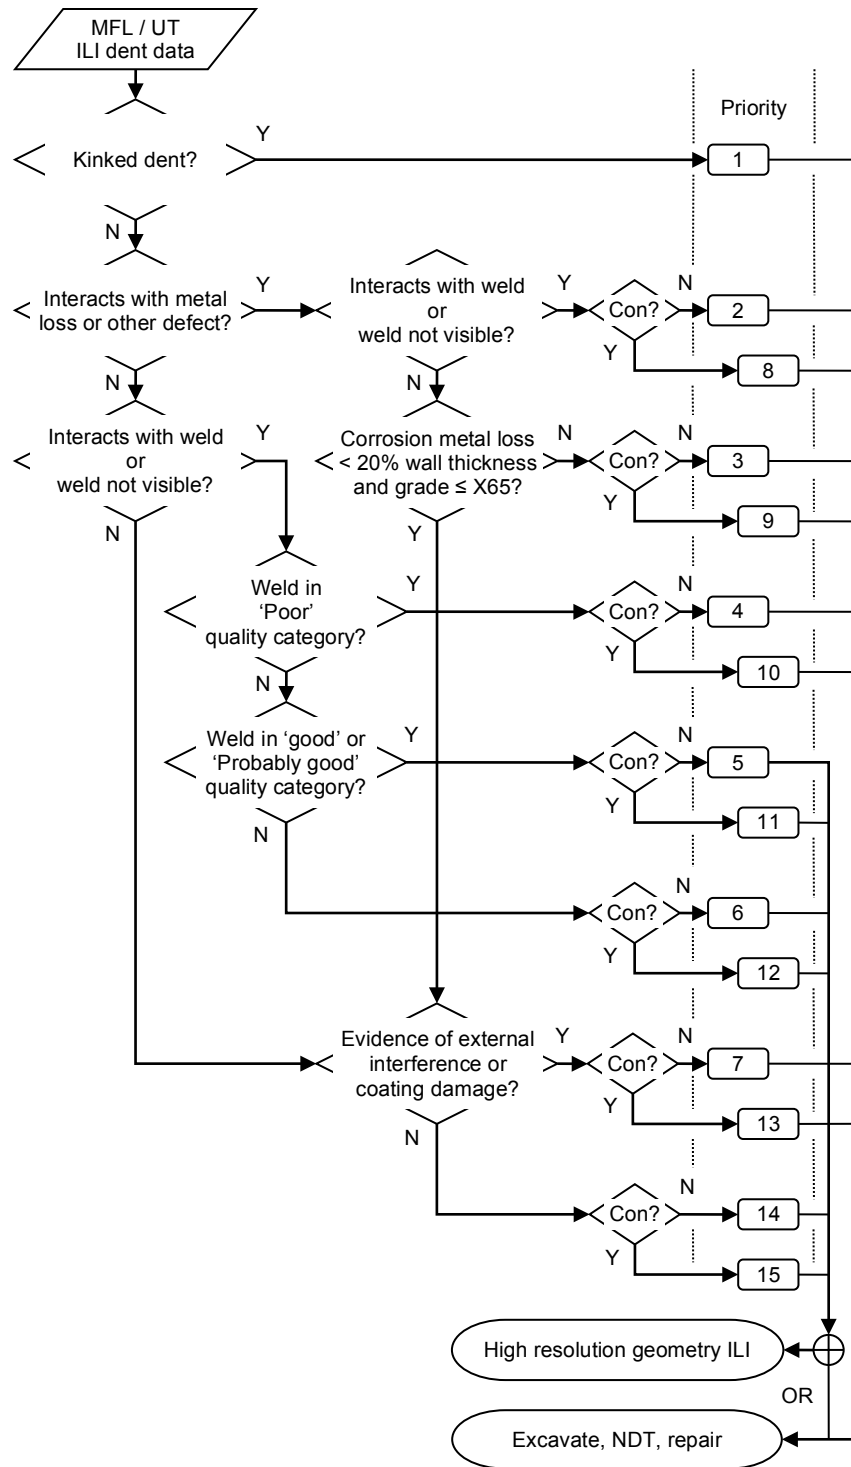 MFL / UT
ILI dent data
Priority
Y
Kinked dent?
1
N
Interacts with metal
loss or other defect?
Y
Interacts with weld
or
weld not visible?
Y
Con?
N
2
Y
8
N
N
Interacts with weld
or
weld not visible?
Y
Corrosion metal loss
< 20% wall thickness
and grade ≤ X65?
N
Con?
N
3
Y
9
N
Y
Weld in
‘Poor’
quality category?
Y
Con?
N
4
Y
10
N
Weld in ‘good’ or
‘Probably good’
quality category?
Y
Con?
N
5
Y
11
N
Con?
N
6
Y
12
Evidence of external
interference or
coating damage?
Y
Con?
N
7
Y
13
N
Con?
N
14
Y
15
High resolution geometry ILI
OR
Excavate, NDT, repair